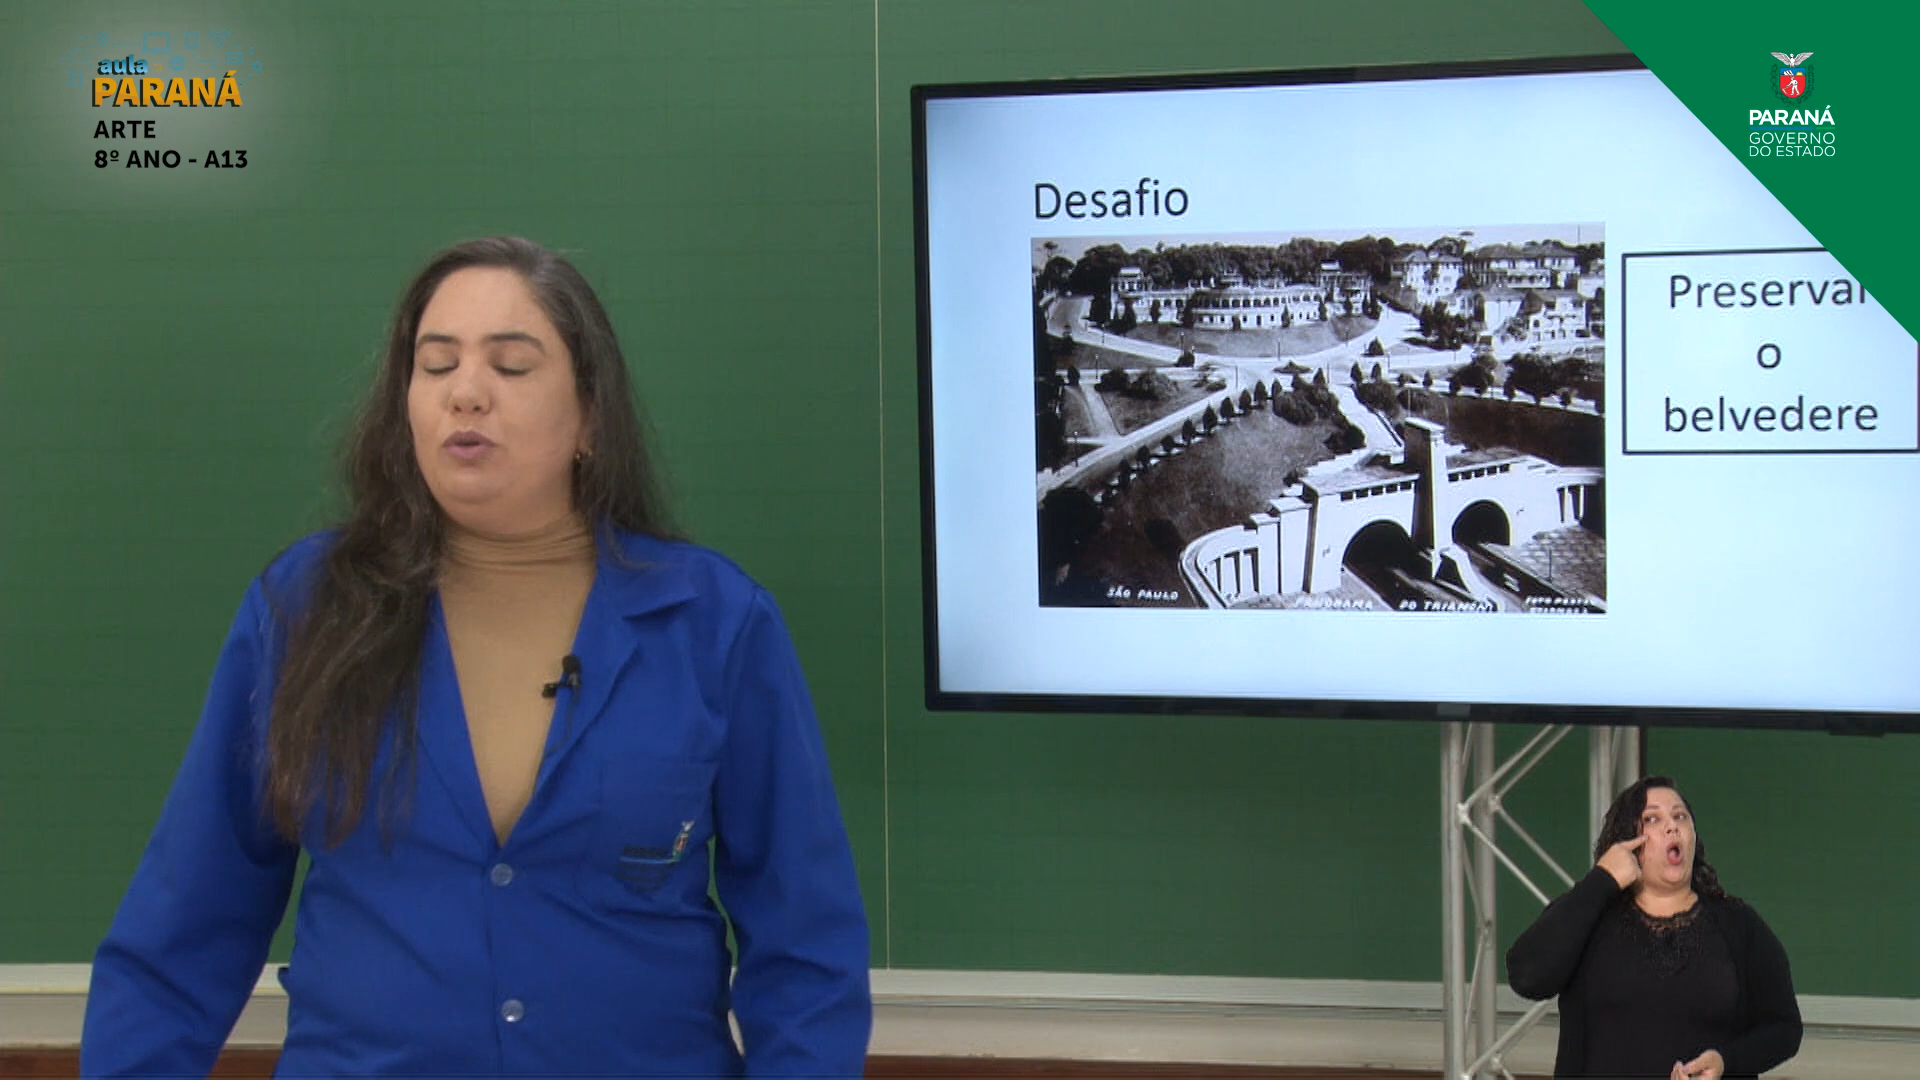 aula
PARANÁ
ARTE
8º ANO - A13
PARANÁ
GOVERNO
DO ESTADO
Desafio
Preservar
o
belvedere
SÃO PAULO
PANORAMA DO TRIANON